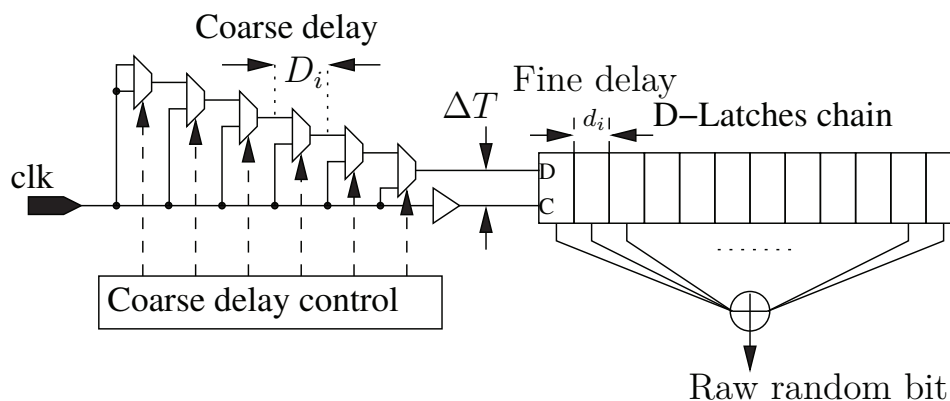 Coarse delay
D_i
Fine delay
ΔT
d_i
D–Latches chain
clk
D
C
Coarse delay control
Raw random bit